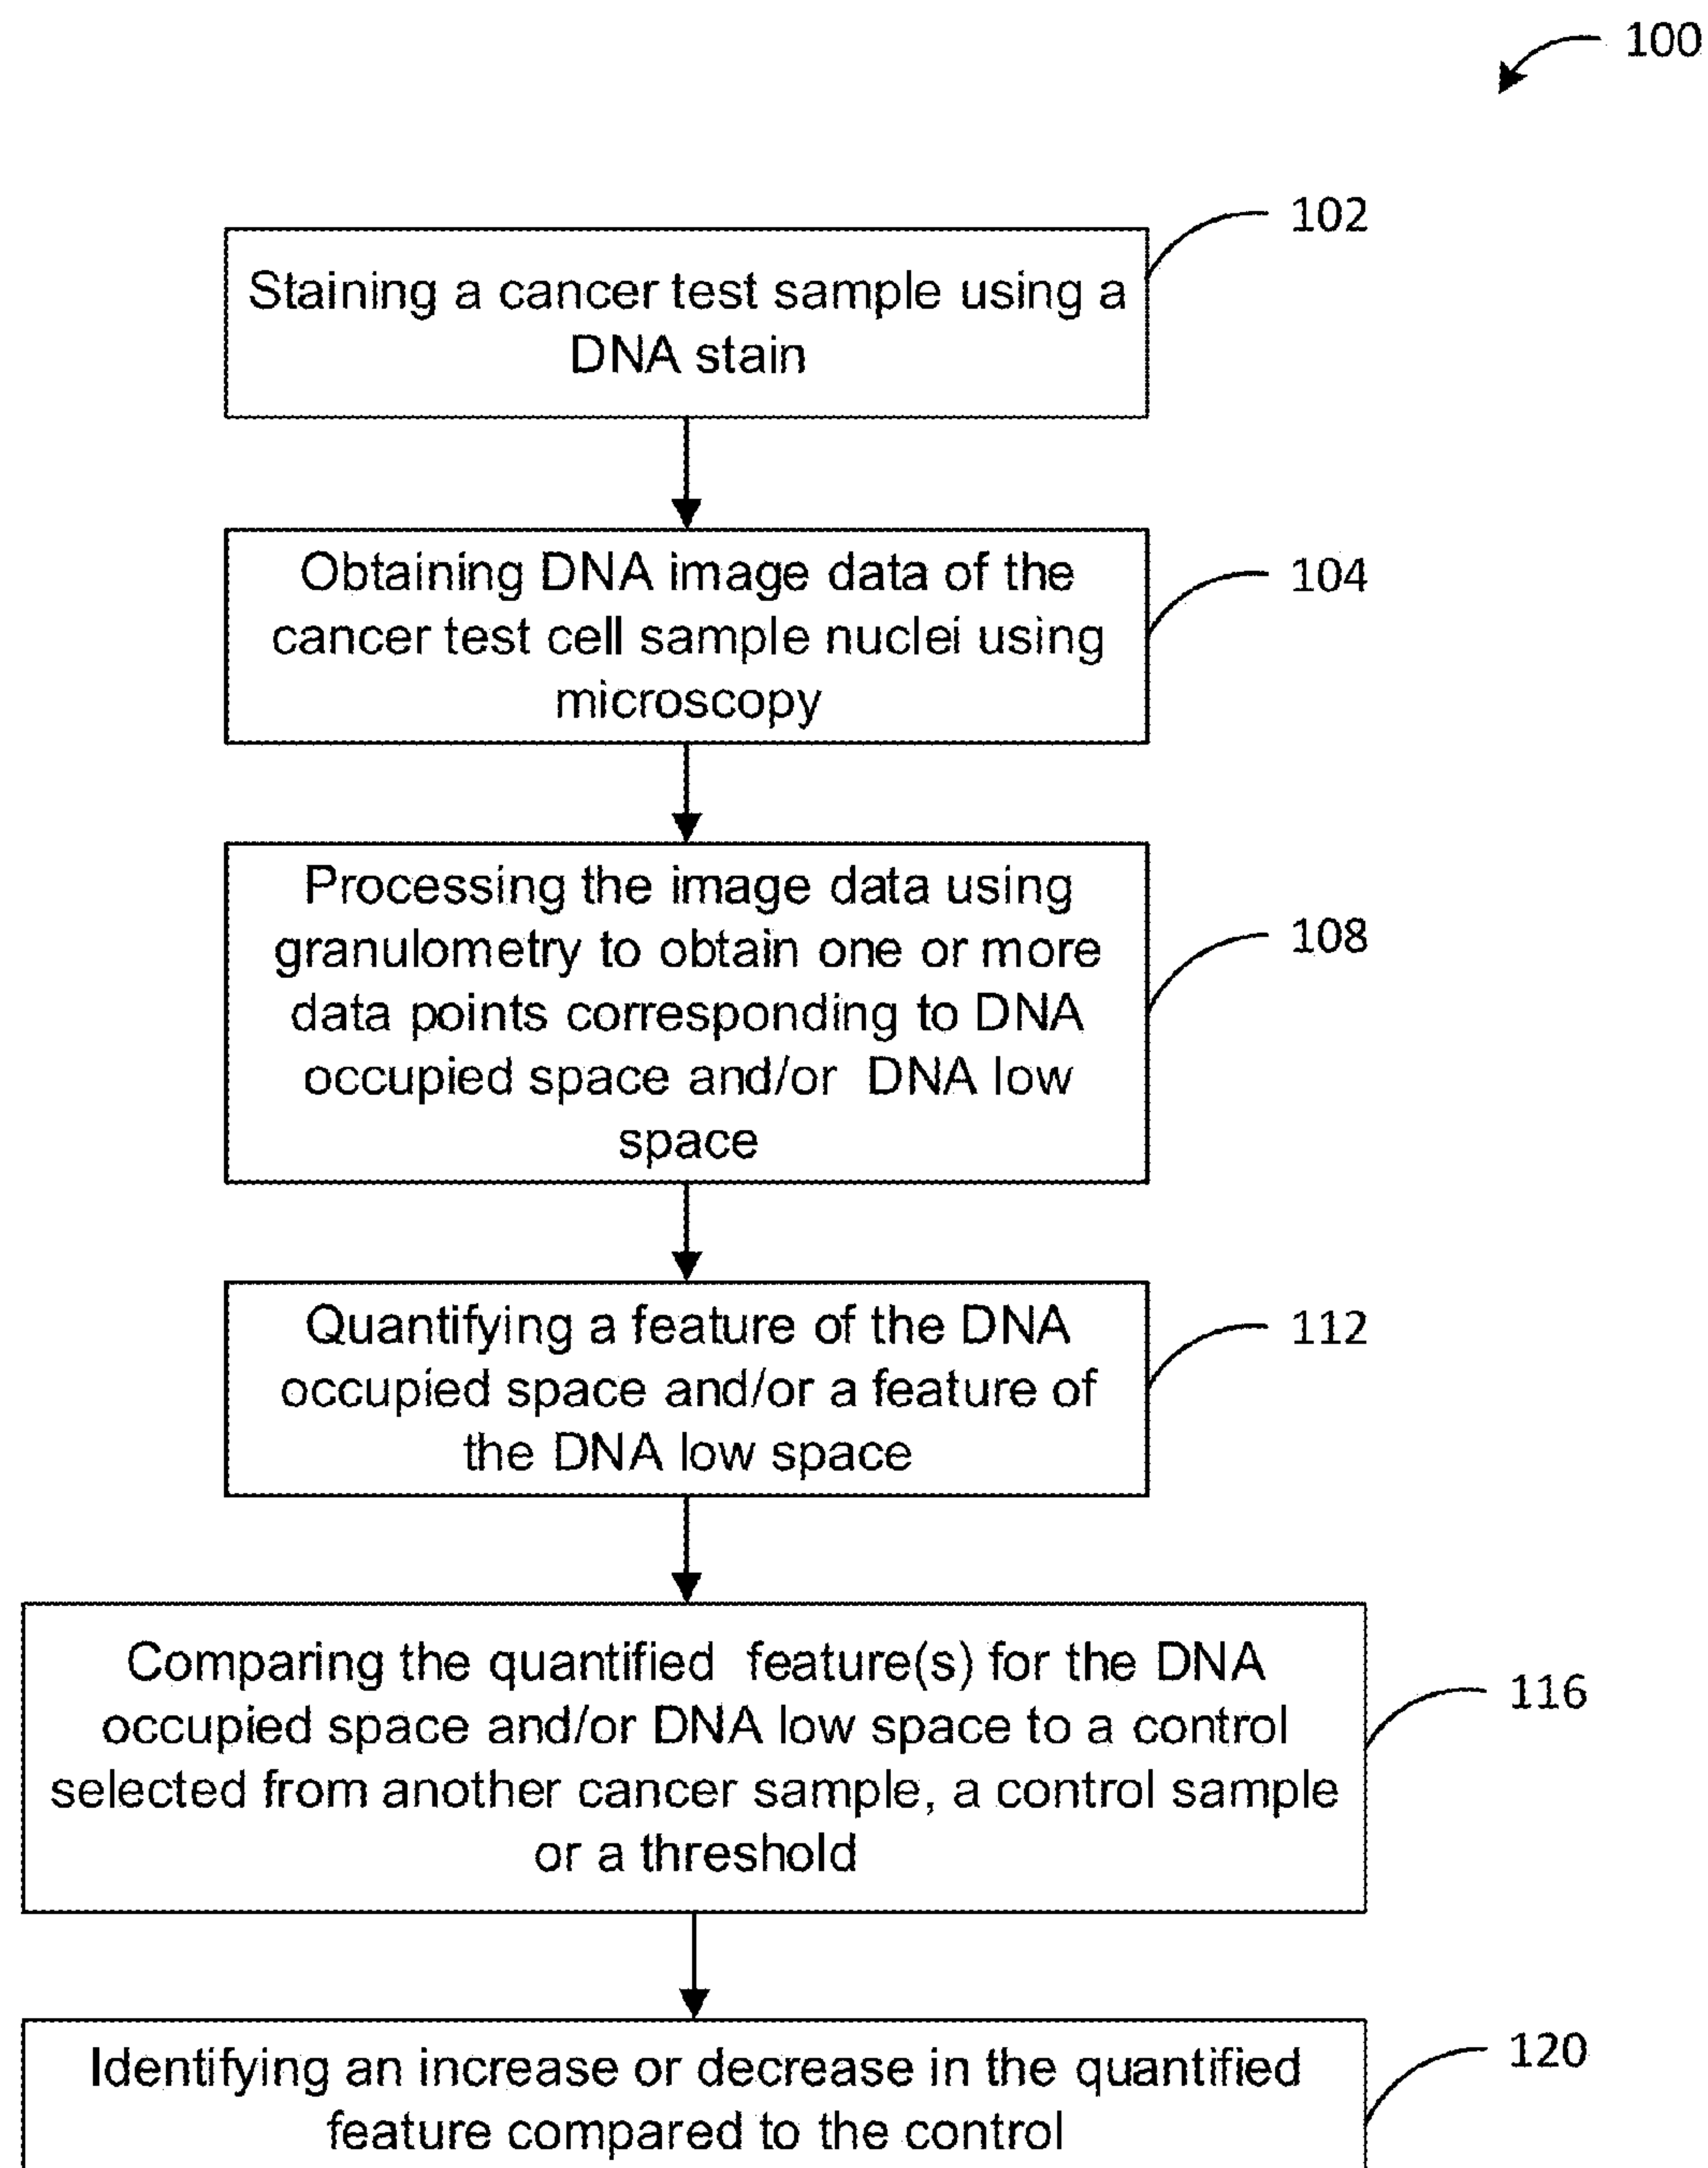 100
102
Staining a cancer test sample using a
DNA stain
104
Obtaining DNA image data of the
cancer test cell sample nuclei using
microscopy
108
Processing the image data using
granulometry to obtain one or more
data points corresponding to DNA
occupied space and/or DNA low
space
112
Quantifying a feature of the DNA
occupied space and/or a feature of
the DNA low space
116
Comparing the quantified feature(s) for the DNA
occupied space and/or DNA low space to a control
selected from another cancer sample, a control sample
or a threshold
120
Identifying an increase or decrease in the quantified
feature compared to the control